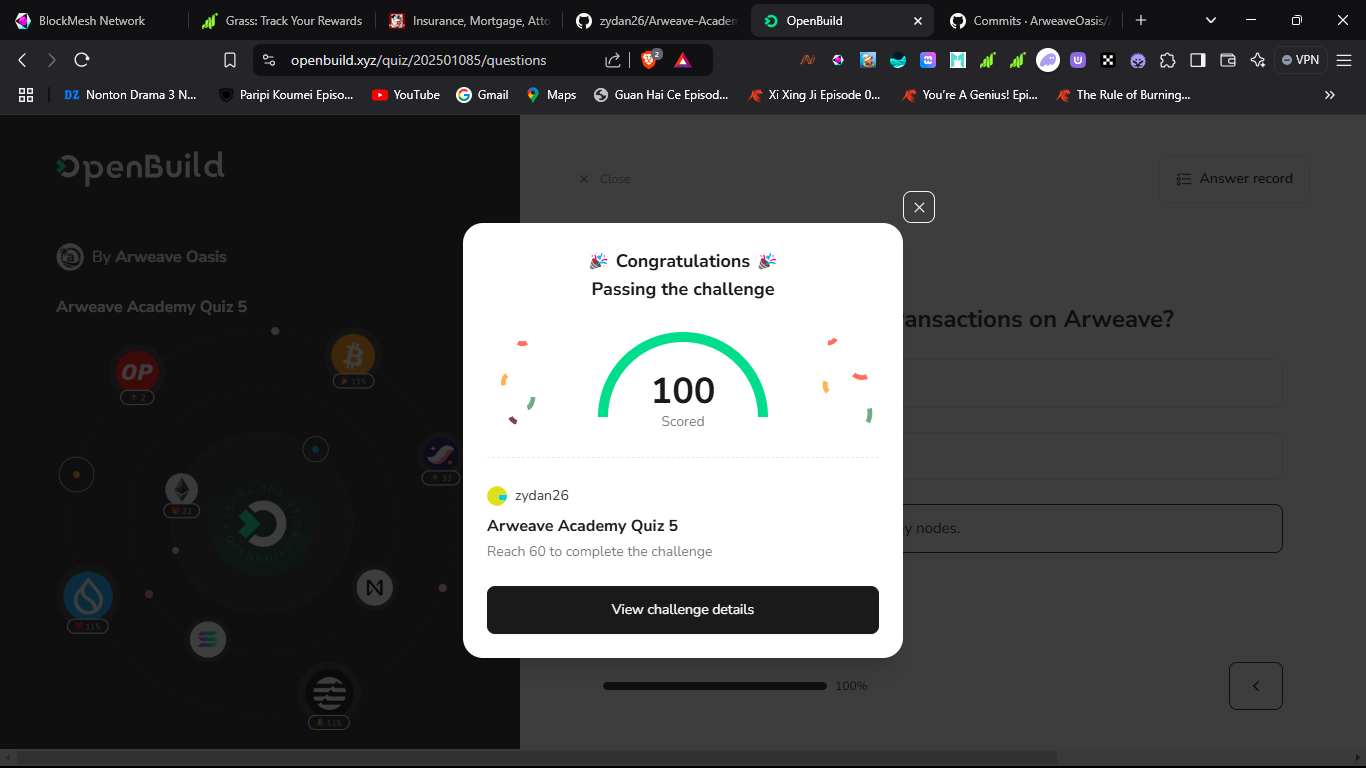 BlockMesh Network
Grass: Track Your Rewards
Insurance, Mortgage, Atto
zydan26/Arweave-Academ
OpenBuild
Commits · ArweaveOasis/
openbuild.xyz/quiz/202501085/questions
2
VPN
DZ Nonton Drama 3 N...
Paripi Koumei Episo...
YouTube
Gmail
Maps
Guan Hai Ce Episod...
Xi Xing Ji Episode 0...
You're A Genius! Epi...
The Rule of Burning...
OpenBuild
By Arweave Oasis
Arweave Academy Quiz 5
OP
2
115
32
22
115
115
Close
Answer record
ransactions on Arweave?
y nodes.
100%
Congratulations
Passing the challenge
100
Scored
zydan26
Arweave Academy Quiz 5
Reach 60 to complete the challenge
View challenge details